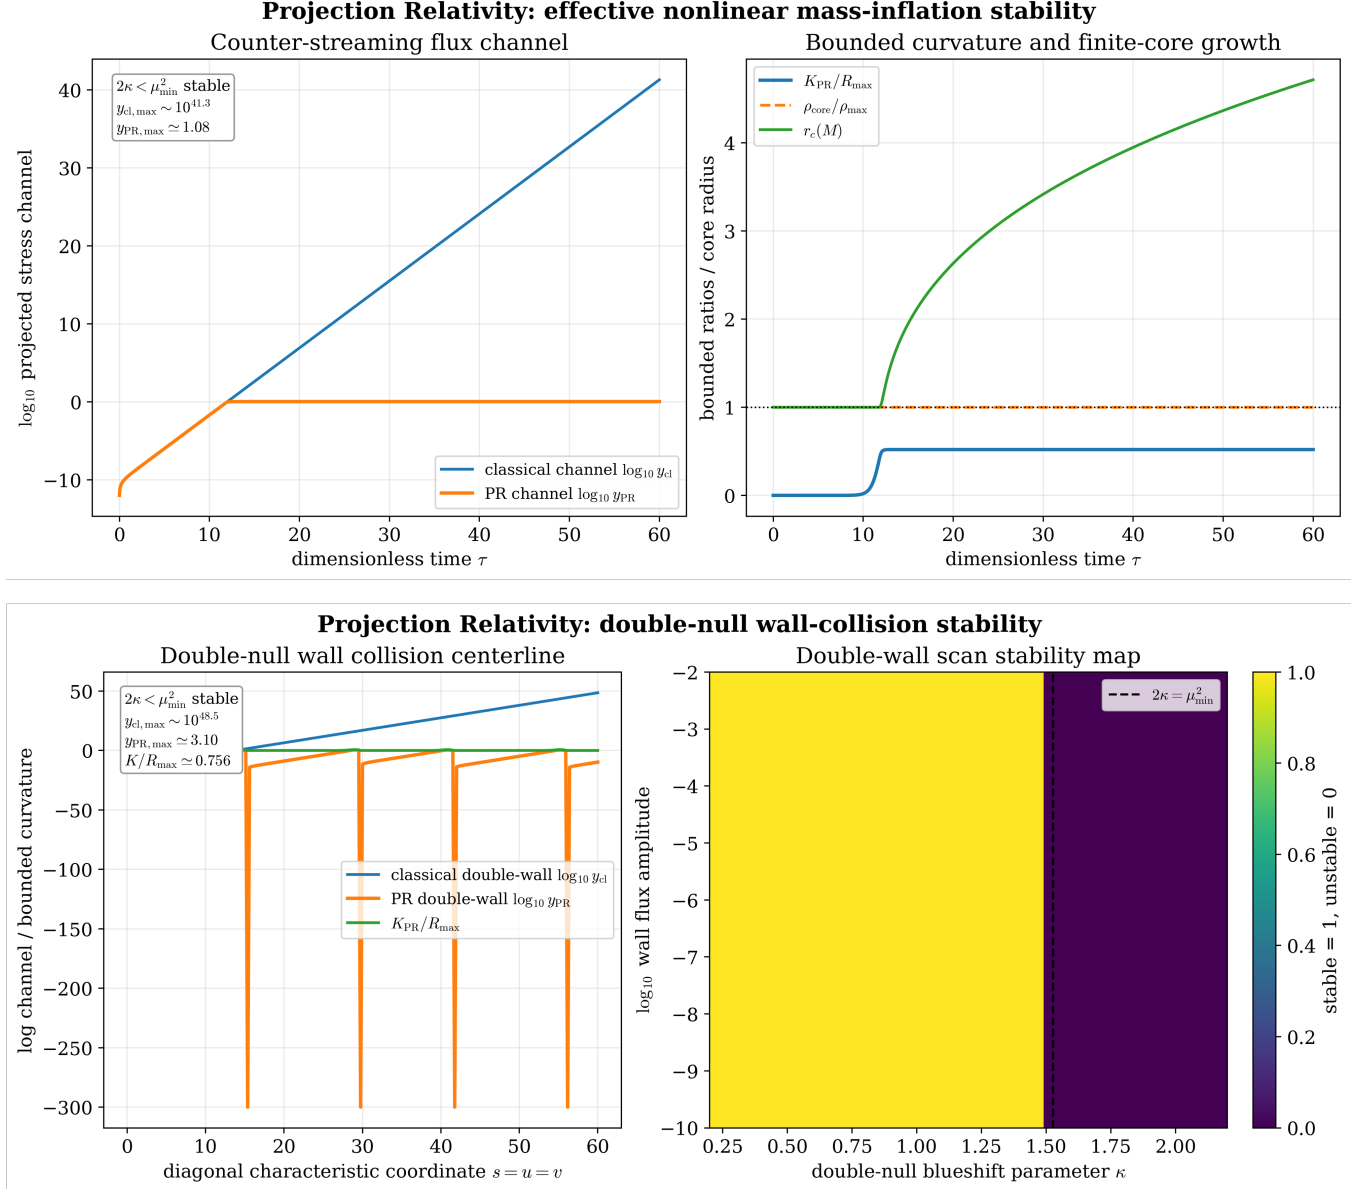 Projection Relativity: effective nonlinear mass-inflation stability
Counter-streaming flux channel
2κ < μ²min stable
ycl, max ∼ 10^41.3
yPR, max ≃ 1.08
log10 projected stress channel
40
30
20
10
0
−10
classical channel log10 ycl
PR channel log10 yPR
0 10 20 30 40 50 60
dimensionless time τ
Bounded curvature and finite-core growth
KPR/Rmax
ρcore/ρmax
rc(M)
bounded ratios / core radius
4
3
2
1
0
0 10 20 30 40 50 60
dimensionless time τ
Projection Relativity: double-null wall-collision stability
Double-null wall collision centerline
2κ < μ²min stable
ycl, max ∼ 10^48.5
yPR, max ≃ 3.10
K/Rmax ≃ 0.756
log channel / bounded curvature
50
0
−50
−100
−150
−200
−250
−300
classical double-wall log10 ycl
PR double-wall log10 yPR
KPR/Rmax
0 10 20 30 40 50 60
diagonal characteristic coordinate s = u = v
Double-wall scan stability map
2κ = μ²min
log10 wall flux amplitude
−2
−3
−4
−5
−6
−7
−8
−9
−10
0.25 0.50 0.75 1.00 1.25 1.50 1.75 2.00
double-null blueshift parameter κ
1.0
0.8
0.6
0.4
0.2
0.0
stable = 1, unstable = 0